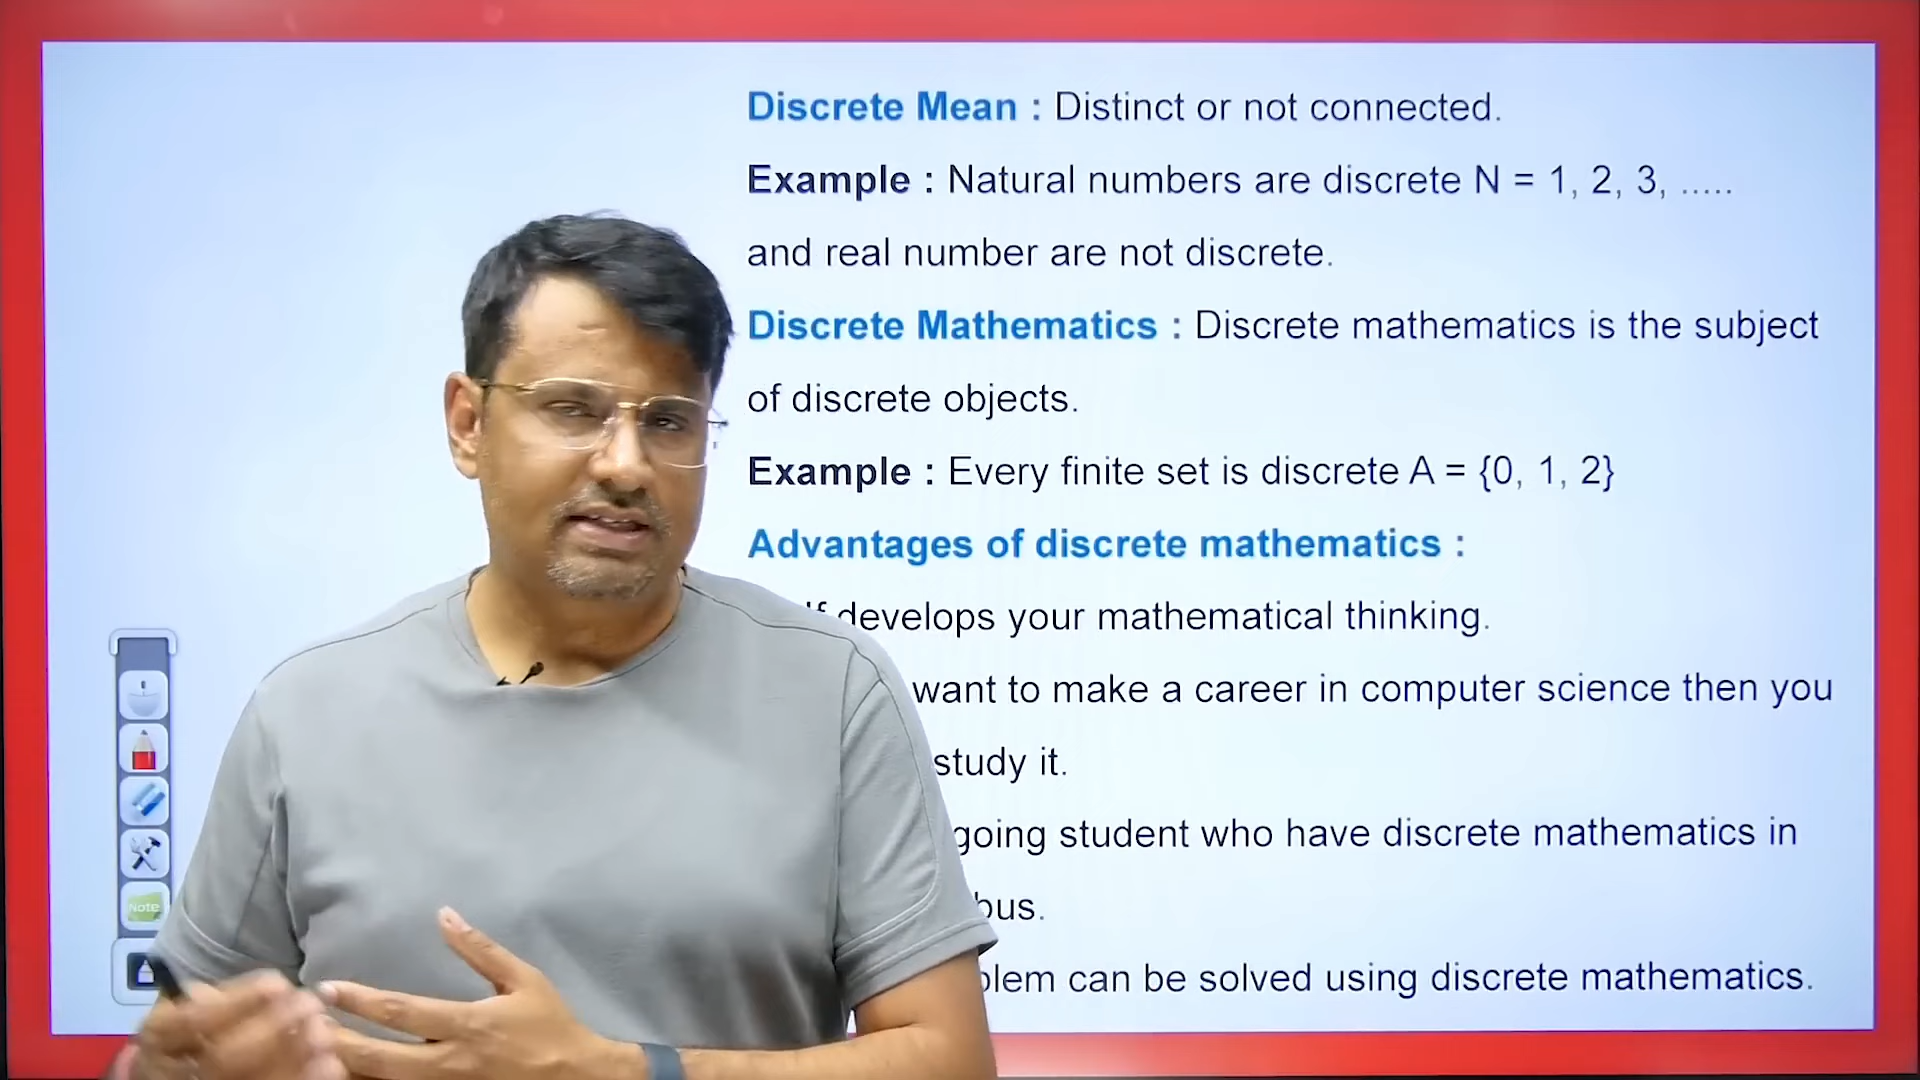 Discrete Mean : Distinct or not connected.
Example : Natural numbers are discrete N = 1, 2, 3, .....
and real number are not discrete.
Discrete Mathematics : Discrete mathematics is the subject
of discrete objects.
Example : Every finite set is discrete A = {0, 1, 2}
Advantages of discrete mathematics :
develops your mathematical thinking.
want to make a career in computer science then you
study it.
going student who have discrete mathematics in
can be solved using discrete mathematics.
Note